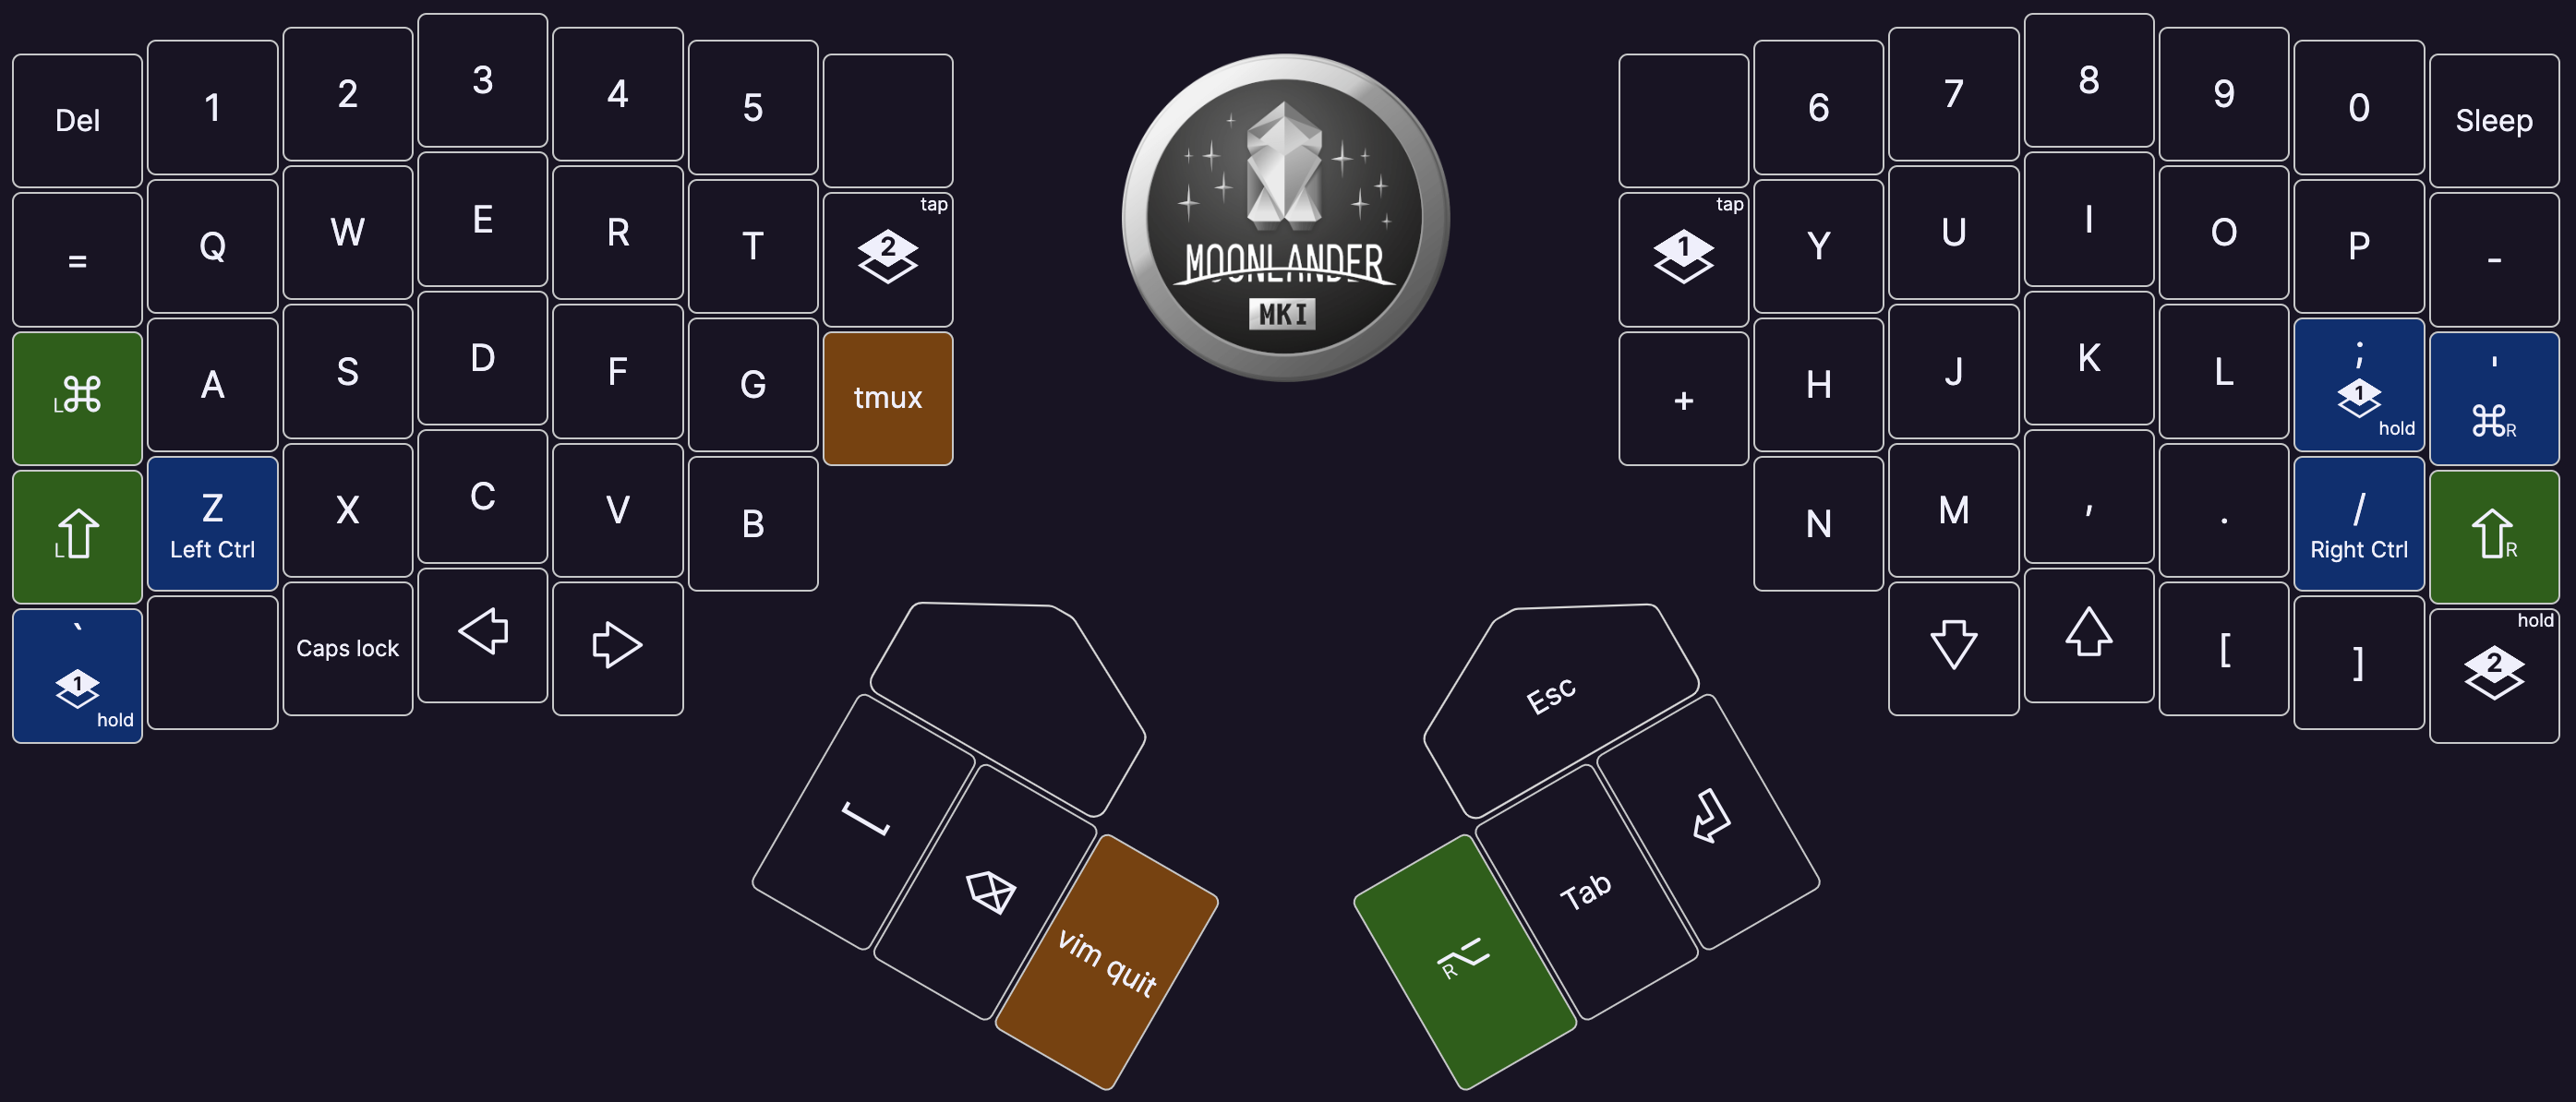 Del 1 2 3 4 5
6 7 8 9 0 Sleep
= Q W E R T tap 2
tap 1 Y U I O P -
L ⌘ A S D F G tmux
+ H J K L ; 1 hold ' ⌘ R
L Z Left Ctrl X C V B
N M , . / Right Ctrl R
` 1 hold Caps lock
[ ] hold 2
MOONLANDER
MKI
vim quit
Esc
Tab
R ⌥